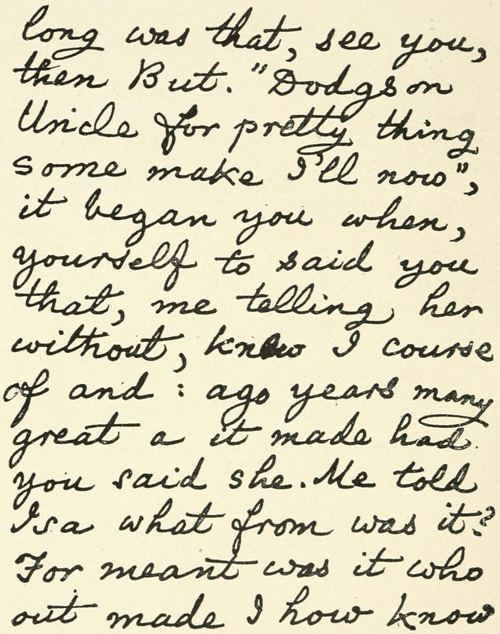 long was that, see you,
then But. "Dodgson
Uncle for pretty thing
some make I'll now",
it began you when,
yourself to said you
that, me telling her
without, knew I course
of and : ago years many
great a it made had
you said she. Me told
Isa what from was it?
For meant was it who
out made I how know